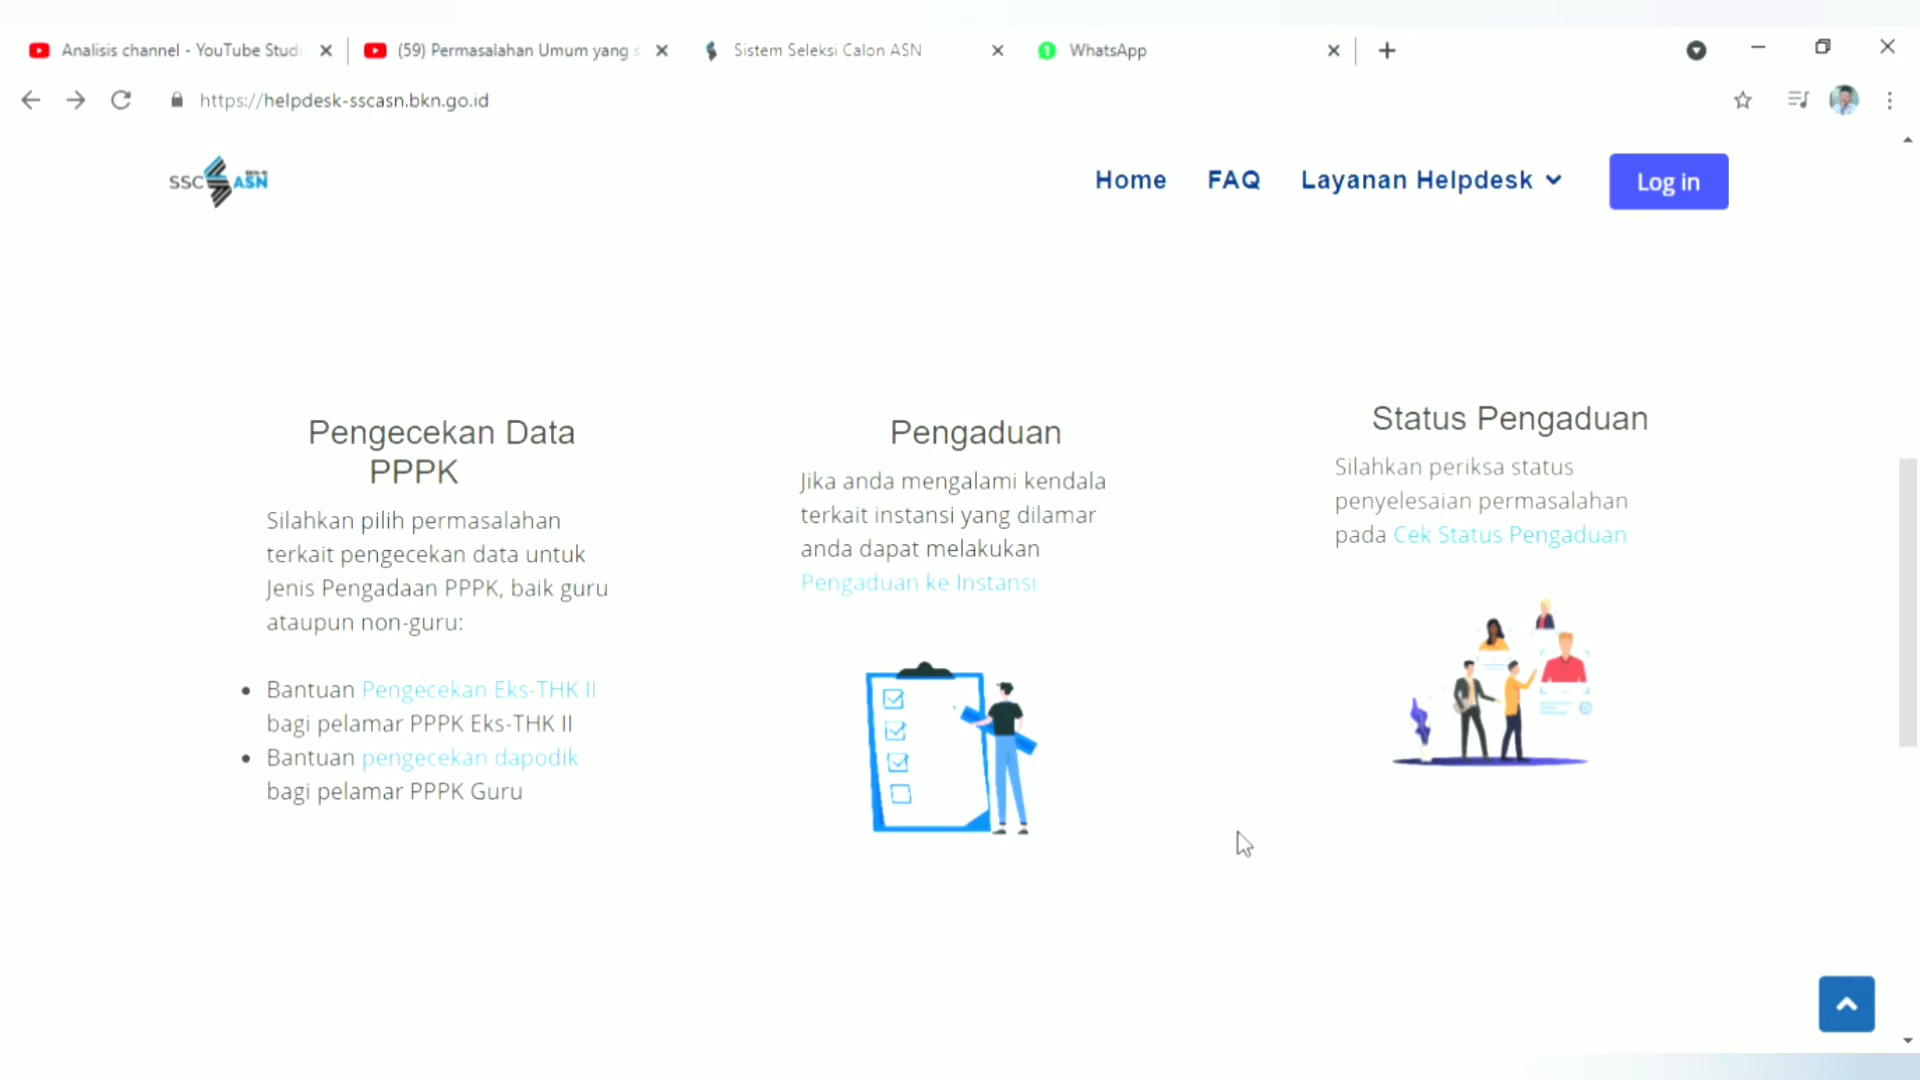 Analisis channel - YouTube Studi
(59) Permasalahan Umum yang s
Sistem Seleksi Calon ASN
WhatsApp
https://helpdesk-sscasn.bkn.go.id
SSC ASN
Home
FAQ
Layanan Helpdesk
Log in
Pengecekan Data
PPPK
Silahkan pilih permasalahan
terkait pengecekan data untuk
Jenis Pengadaan PPPK, baik guru
ataupun non-guru:
Bantuan Pengecekan Eks-THK II
bagi pelamar PPPK Eks-THK II
Bantuan pengecekan dapodik
bagi pelamar PPPK Guru
Pengaduan
Jika anda mengalami kendala
terkait instansi yang dilamar
anda dapat melakukan
Pengaduan ke Instansi
Status Pengaduan
Silahkan periksa status
penyelesaian permasalahan
pada Cek Status Pengaduan